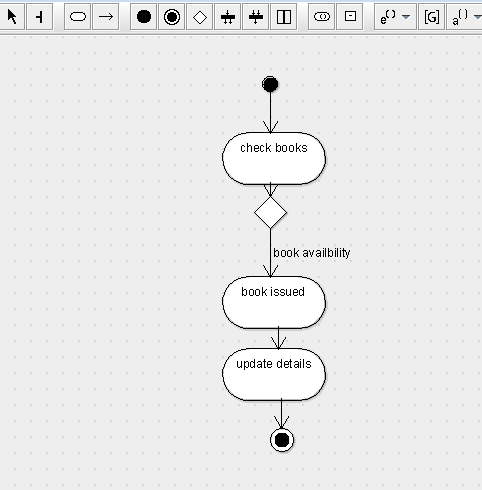 e()
[G]
a()
check books
book availbility
book issued
update details